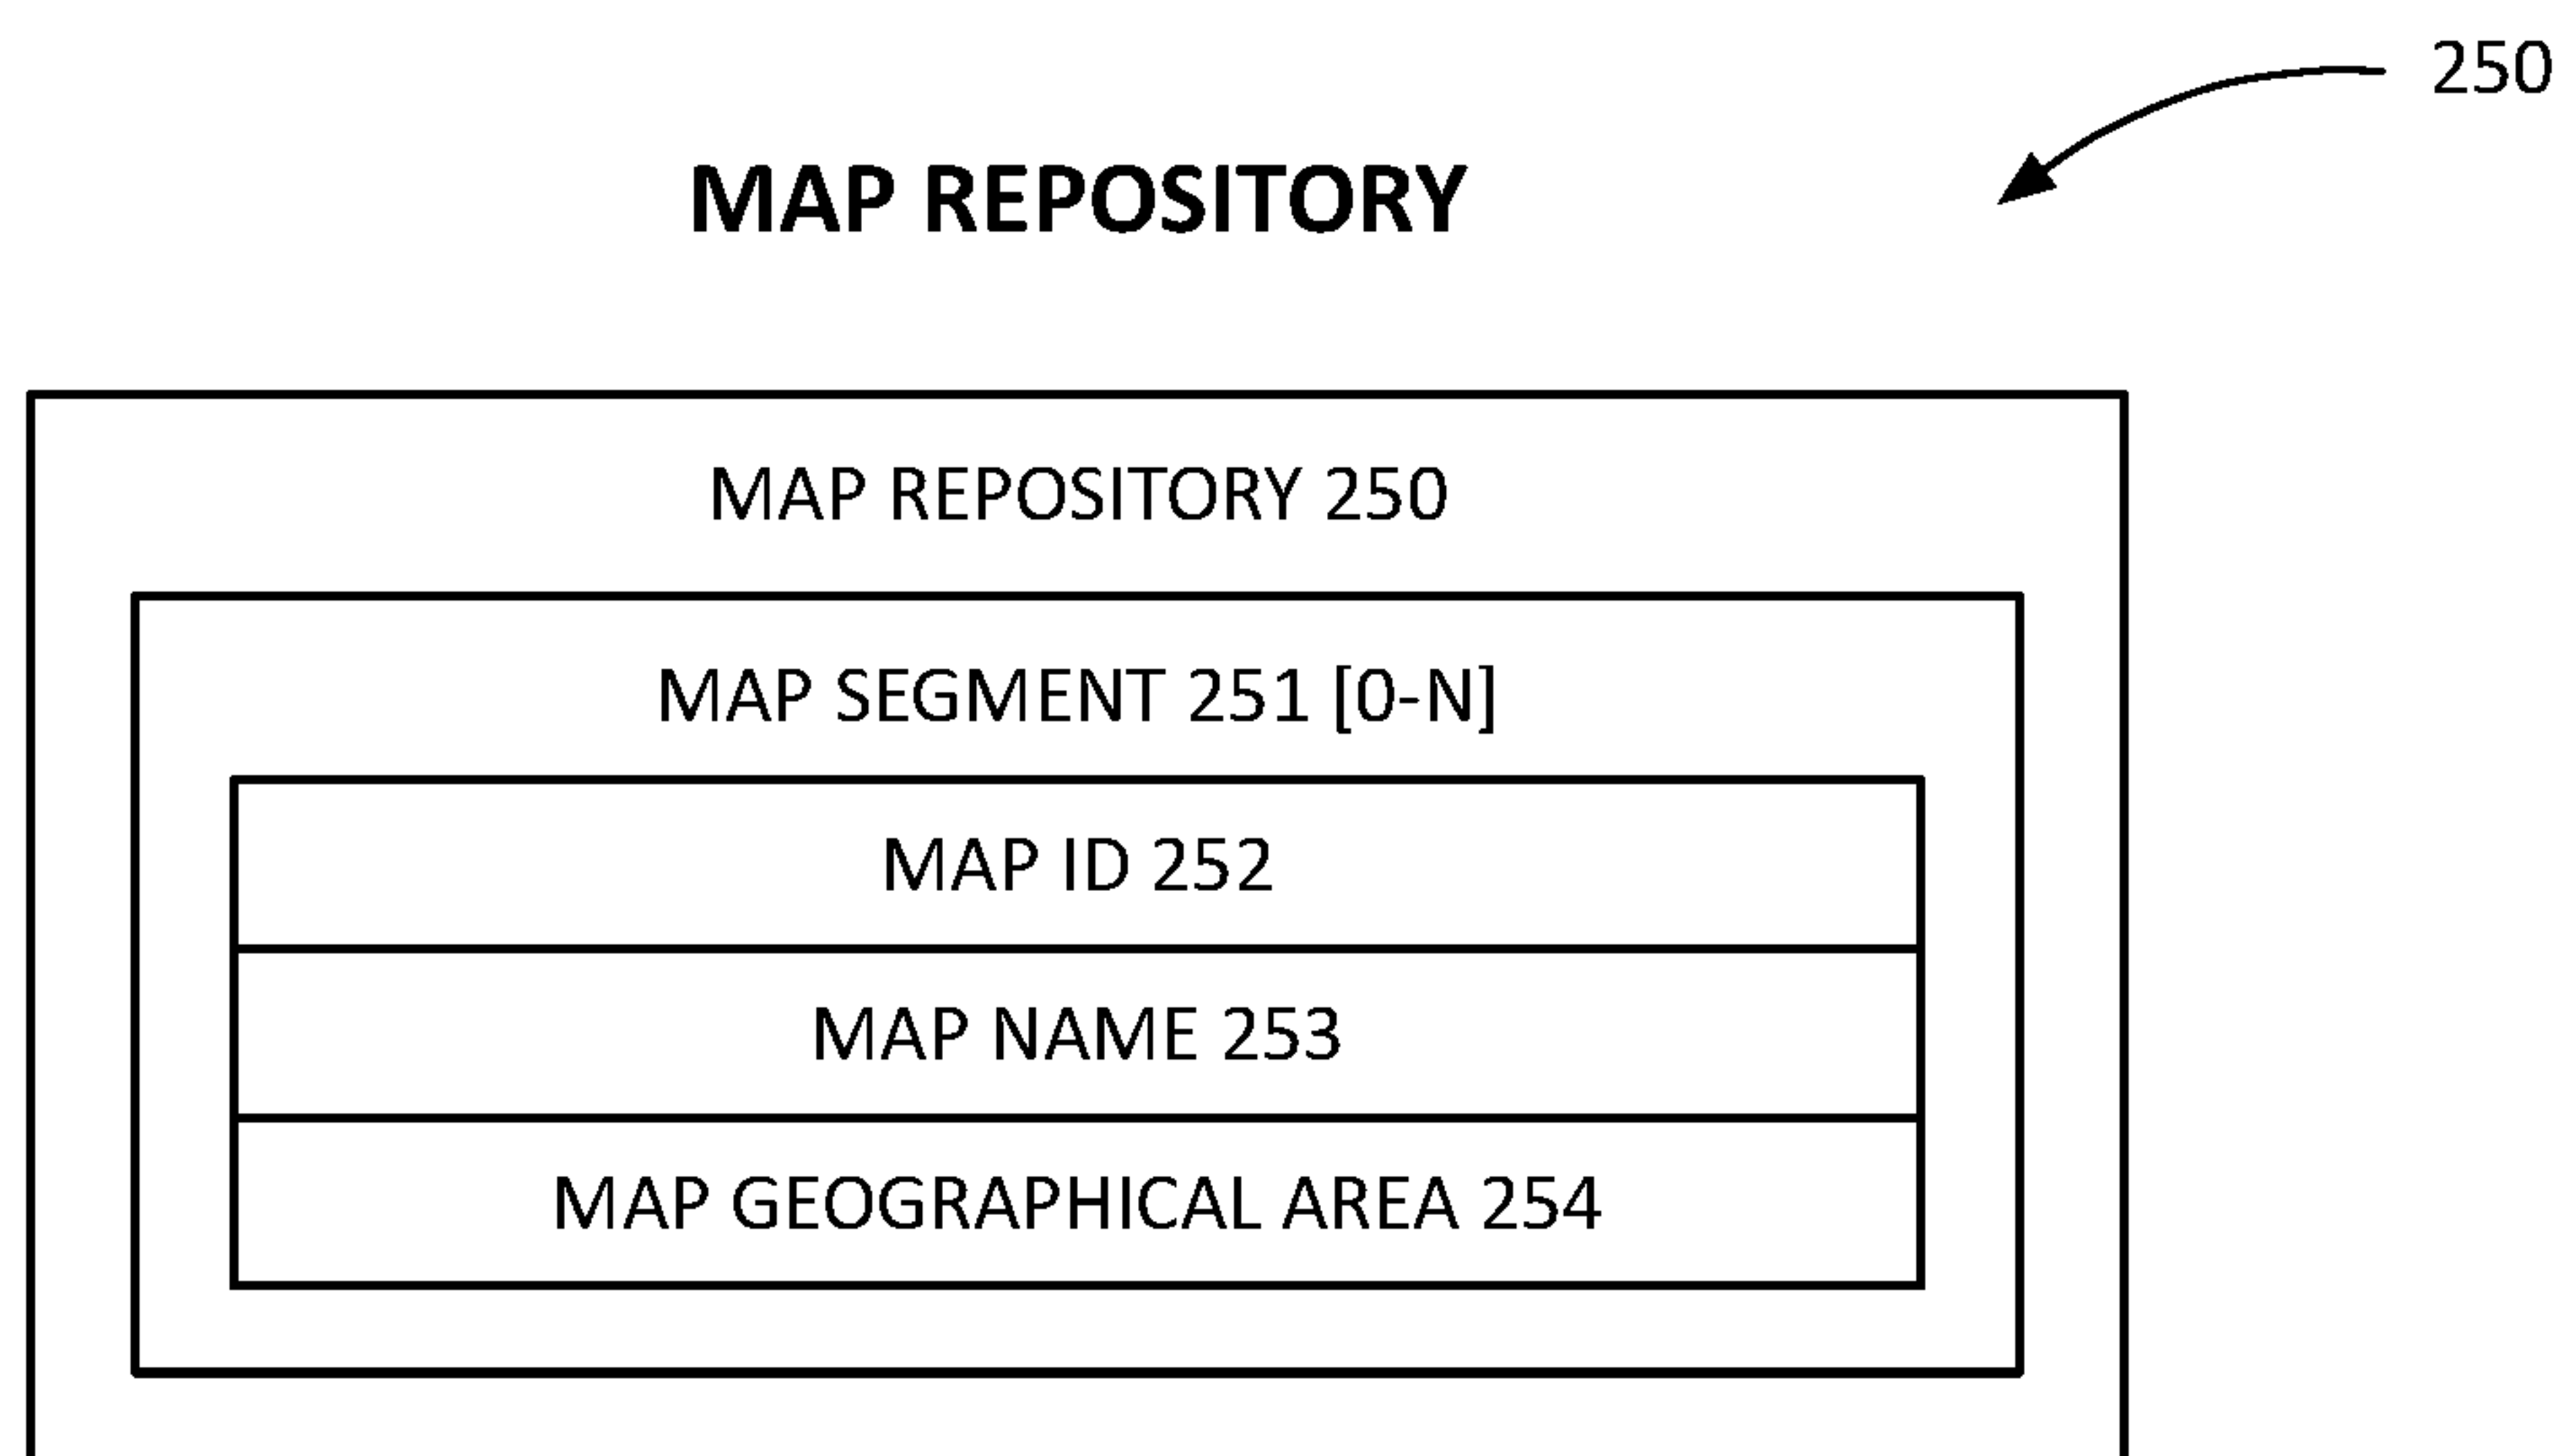 250
MAP REPOSITORY
MAP REPOSITORY 250
MAP SEGMENT 251 [0-N]
MAP ID 252
MAP NAME 253
MAP GEOGRAPHICAL AREA 254